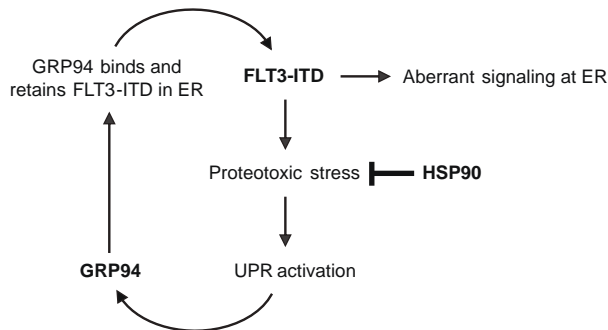 GRP94 binds and
retains FLT3-ITD in ER
FLT3-ITD
Aberrant signaling at ER
Proteotoxic stress
HSP90
GRP94
UPR activation